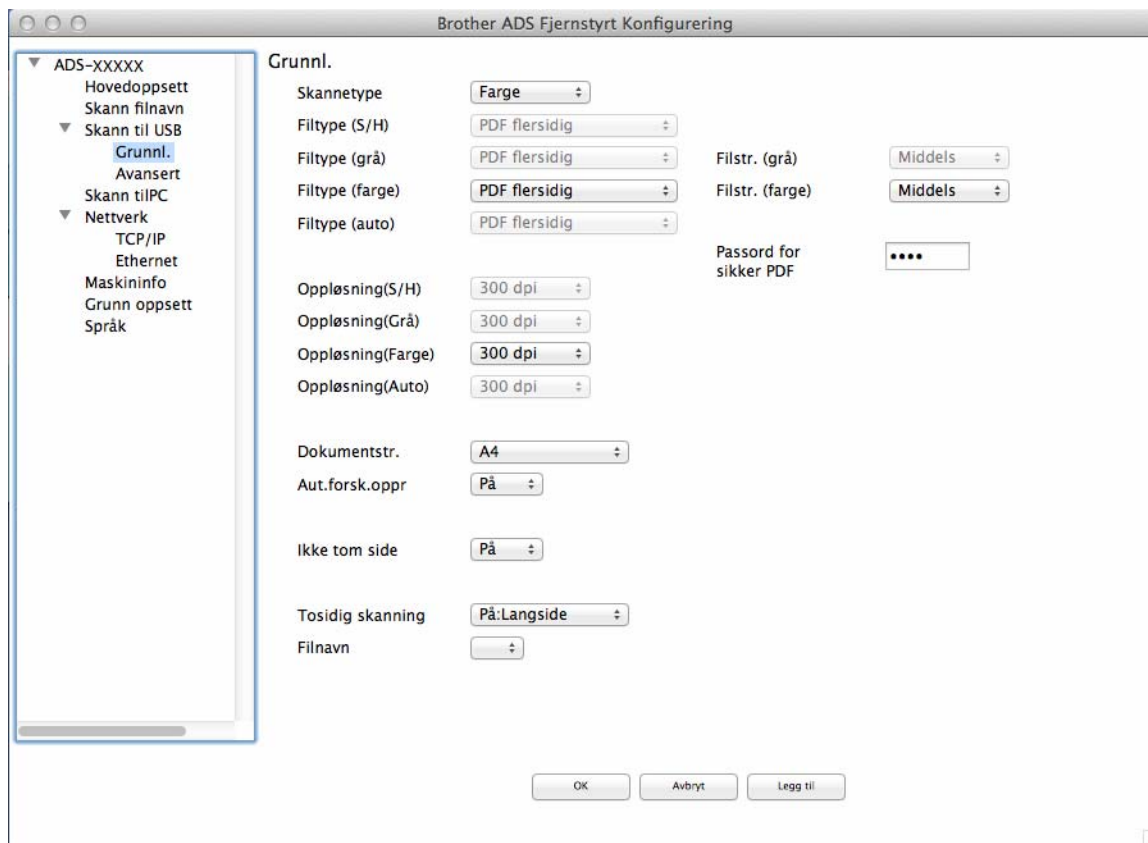 Brother ADS Fjernstyrt Konfigurering
ADS-XXXXX
Hovedoppsett
Skann filnavn
Skann til USB
Grunnl.
Avansert
Skann tilPC
Nettverk
TCP/IP
Ethernet
Maskininfo
Grunn oppsett
Språk
Grunnl.
Skannetype Farge
Filtype (S/H) PDF flersidig
Filtype (grå) PDF flersidig Filstr. (grå) Middels
Filtype (farge) PDF flersidig Filstr. (farge) Middels
Filtype (auto) PDF flersidig
Passord for
sikker PDF ••••
Oppløsning(S/H) 300 dpi
Oppløsning(Grå) 300 dpi
Oppløsning(Farge) 300 dpi
Oppløsning(Auto) 300 dpi
Dokumentstr. A4
Aut.forsk.oppr På
Ikke tom side På
Tosidig skanning På:Langside
Filnavn
OK Avbryt Legg til